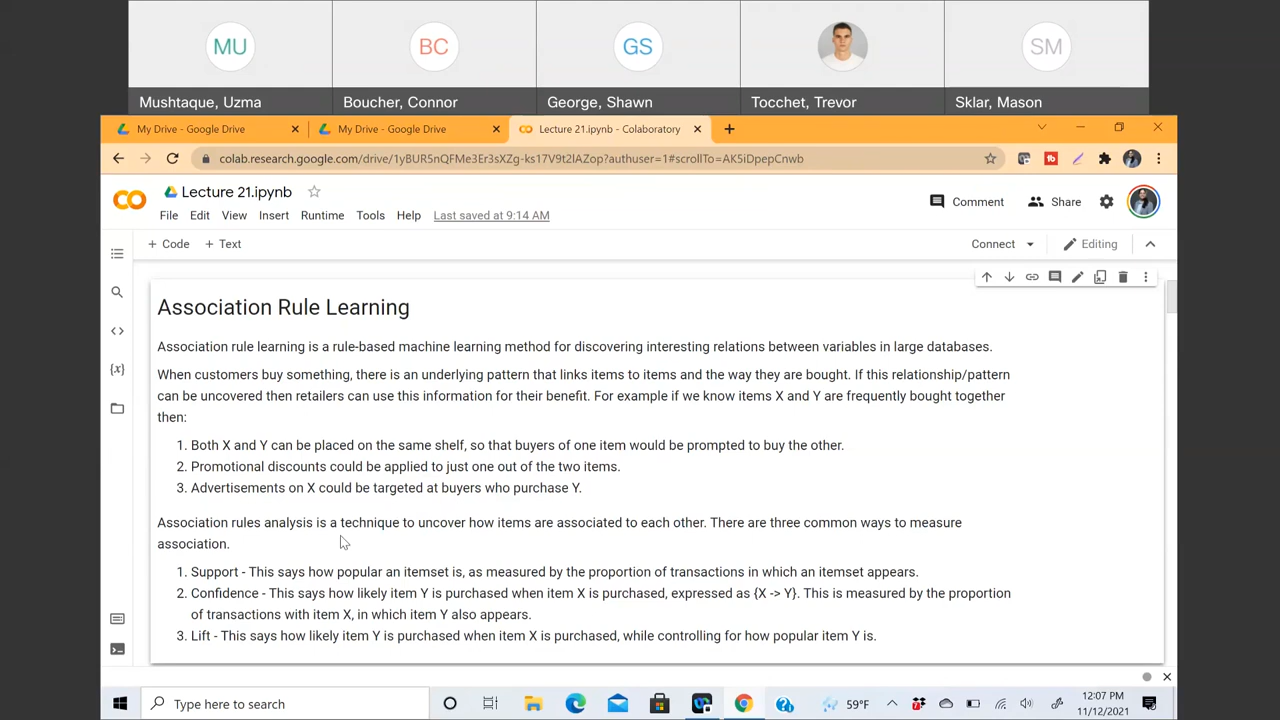 MU
BC
GS
SM
Mushtaque, Uzma
Boucher, Connor
George, Shawn
Tocchet, Trevor
Sklar, Mason
My Drive - Google Drive
My Drive - Google Drive
Lecture 21.ipynb - Colaboratory
colab.research.google.com/drive/1yBUR5nQFMe3Er3sXZg-ks17V9t2lAZop?authuser=1#scrollTo=AK5iDpepCnwb
Lecture 21.ipynb
File Edit View Insert Runtime Tools Help Last saved at 9:14 AM
Comment
Share
+ Code + Text
Connect
Editing
Association Rule Learning
Association rule learning is a rule-based machine learning method for discovering interesting relations between variables in large databases.
When customers buy something, there is an underlying pattern that links items to items and the way they are bought. If this relationship/pattern
can be uncovered then retailers can use this information for their benefit. For example if we know items X and Y are frequently bought together
then:
1. Both X and Y can be placed on the same shelf, so that buyers of one item would be prompted to buy the other.
2. Promotional discounts could be applied to just one out of the two items.
3. Advertisements on X could be targeted at buyers who purchase Y.
Association rules analysis is a technique to uncover how items are associated to each other. There are three common ways to measure
association.
1. Support - This says how popular an itemset is, as measured by the proportion of transactions in which an itemset appears.
2. Confidence - This says how likely item Y is purchased when item X is purchased, expressed as {X -> Y}. This is measured by the proportion
of transactions with item X, in which item Y also appears.
3. Lift - This says how likely item Y is purchased when item X is purchased, while controlling for how popular item Y is.
Type here to search
59°F
12:07 PM
11/12/2021